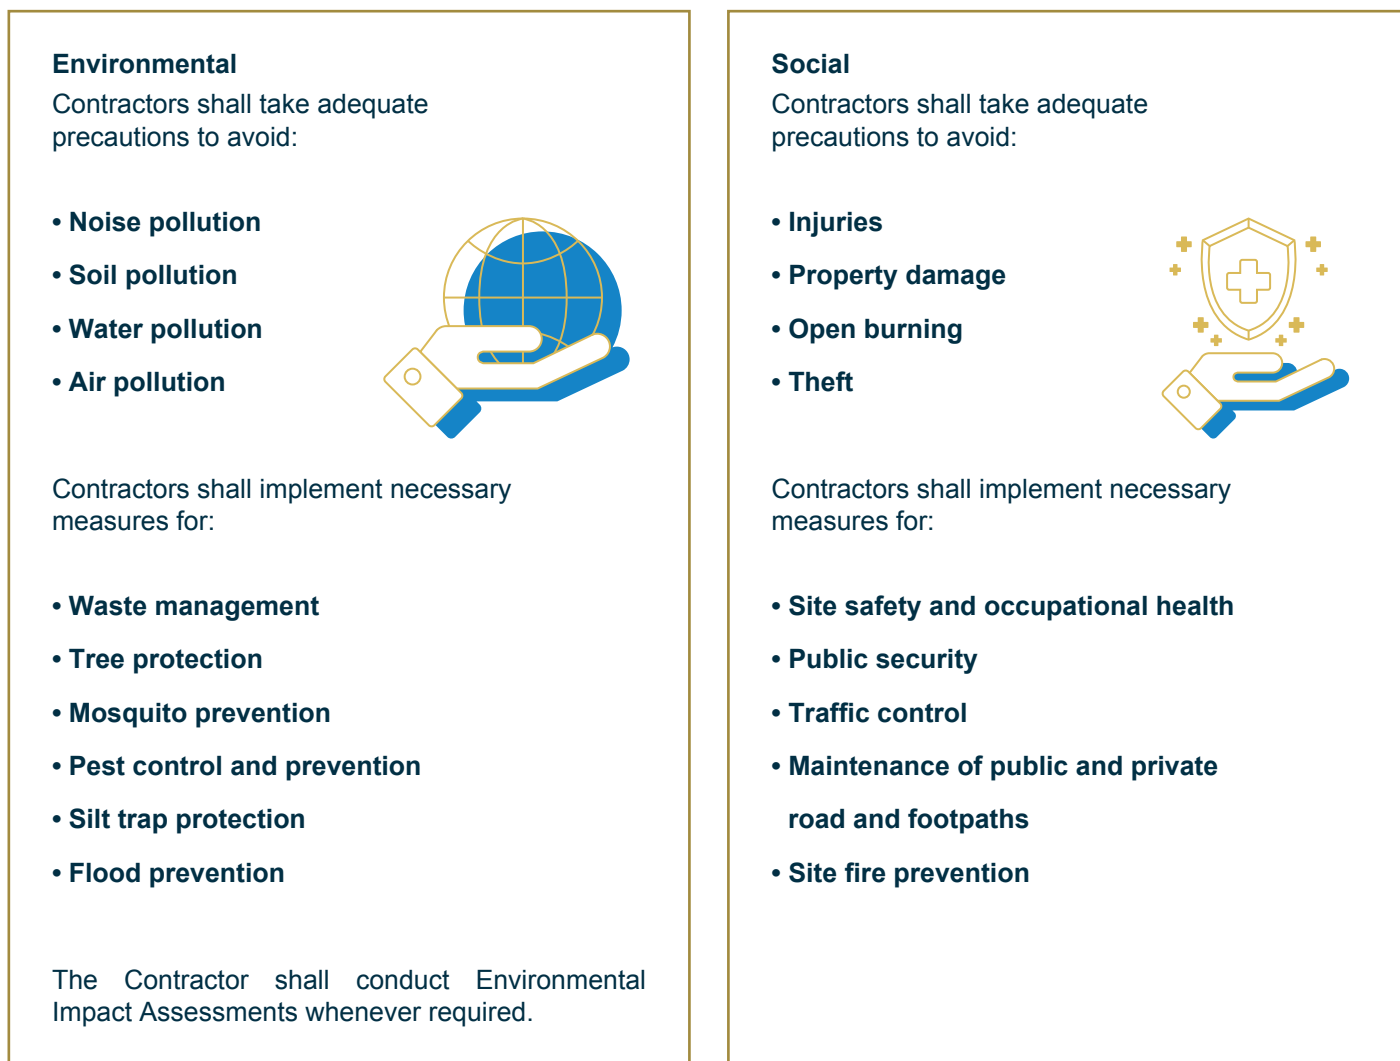 Environmental
Contractors shall take adequate
precautions to avoid:
• Noise pollution
• Soil pollution
• Water pollution
• Air pollution
Contractors shall implement necessary
measures for:
• Waste management
• Tree protection
• Mosquito prevention
• Pest control and prevention
• Silt trap protection
• Flood prevention
The Contractor shall conduct Environmental
Impact Assessments whenever required.
Social
Contractors shall take adequate
precautions to avoid:
• Injuries
• Property damage
• Open burning
• Theft
Contractors shall implement necessary
measures for:
• Site safety and occupational health
• Public security
• Traffic control
• Maintenance of public and private
road and footpaths
• Site fire prevention